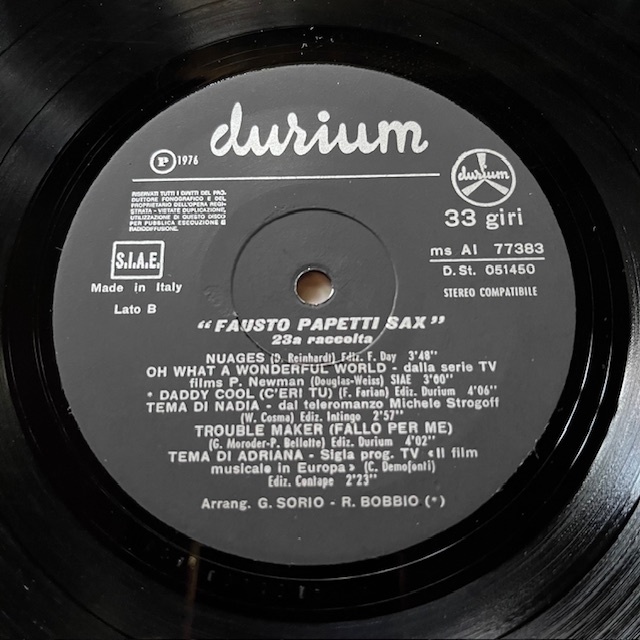 durium
P 1976
durium
RISERVATI TUTTI I DIRITTI DEL PRO-
DUTTORE FONOGRAFICO E DEL
PROPRIETARIO DELL'OPERA REGI-
STRATA - VIETATE DUPLICAZIONE,
UTILIZZAZIONE DI QUESTO DISCO
PER PUBBLICA ESECUZIONE E
RADIODIFFUSIONE.
33 giri
S.I.A.E.
ms AI 77383
D.St. 051450
Made in Italy
STEREO COMPATIBILE
Lato B
"FAUSTO PAPETTI SAX"
23a raccolta
NUAGES (D. Reinhardt) Ediz. F. Day 3'48"
OH WHAT A WONDERFUL WORLD - dalla serie TV
films P. Newman (Douglas-Weiss) SIAE 3'00"
* DADDY COOL (C'ERI TU) (F. Farian) Ediz. Durium 4'06"
TEMA DI NADIA - dal teleromanzo Michele Strogoff
(W. Cosma) Ediz. Intingo 2'57"
TROUBLE MAKER (FALLO PER ME)
(G. Moroder-P. Bellotte) Ediz. Durium 4'02"
TEMA DI ADRIANA - Sigla prog. TV «Il film
musicale in Europa» (C. Demofonti)
Ediz. Contape 2'23"
Arrang. G. SORIO - R. BOBBIO (*)